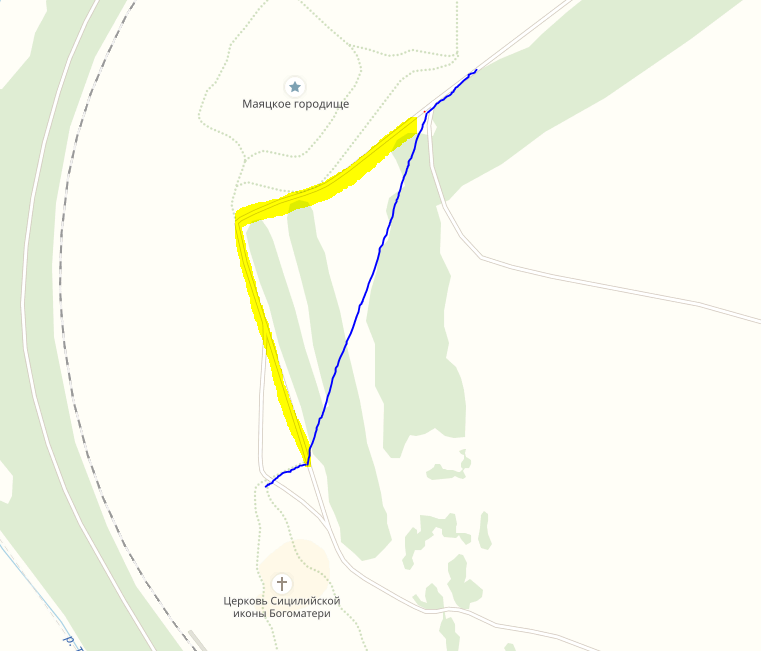 Маяцкое городище
Церковь Сицилийской
иконы Богоматери
р.